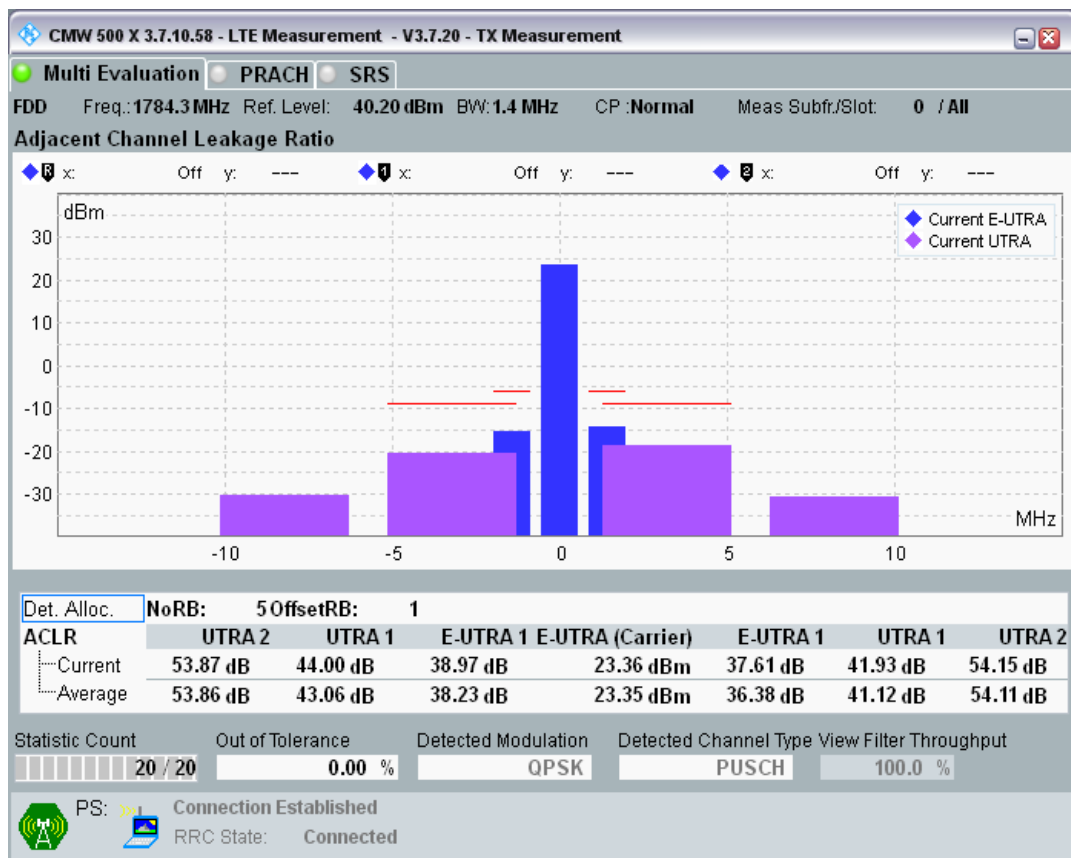 CMW 500 X 3.7.10.58 - LTE Measurement - V3.7.20 - TX Measurement
Multi Evaluation PRACH SRS
FDD Freq.: 1784.3 MHz Ref. Level: 40.20 dBm BW: 1.4 MHz CP :Normal Meas Subfr./Slot: 0 / All
Adjacent Channel Leakage Ratio
R x: Off y: --- 1 x: Off y: --- 2 x: Off y: ---
dBm
Current E-UTRA
Current UTRA
30
20
10
0
-10
-20
-30
MHz
-10 -5 0 5 10
Det. Alloc. NoRB: 5 OffsetRB: 1
ACLR UTRA 2 UTRA 1 E-UTRA 1 E-UTRA (Carrier) E-UTRA 1 UTRA 1 UTRA 2
Current 53.87 dB 44.00 dB 38.97 dB 23.36 dBm 37.61 dB 41.93 dB 54.15 dB
Average 53.86 dB 43.06 dB 38.23 dB 23.35 dBm 36.38 dB 41.12 dB 54.11 dB
Statistic Count Out of Tolerance Detected Modulation Detected Channel Type View Filter Throughput
20 / 20 0.00 % QPSK PUSCH 100.0 %
PS: Connection Established
RRC State: Connected